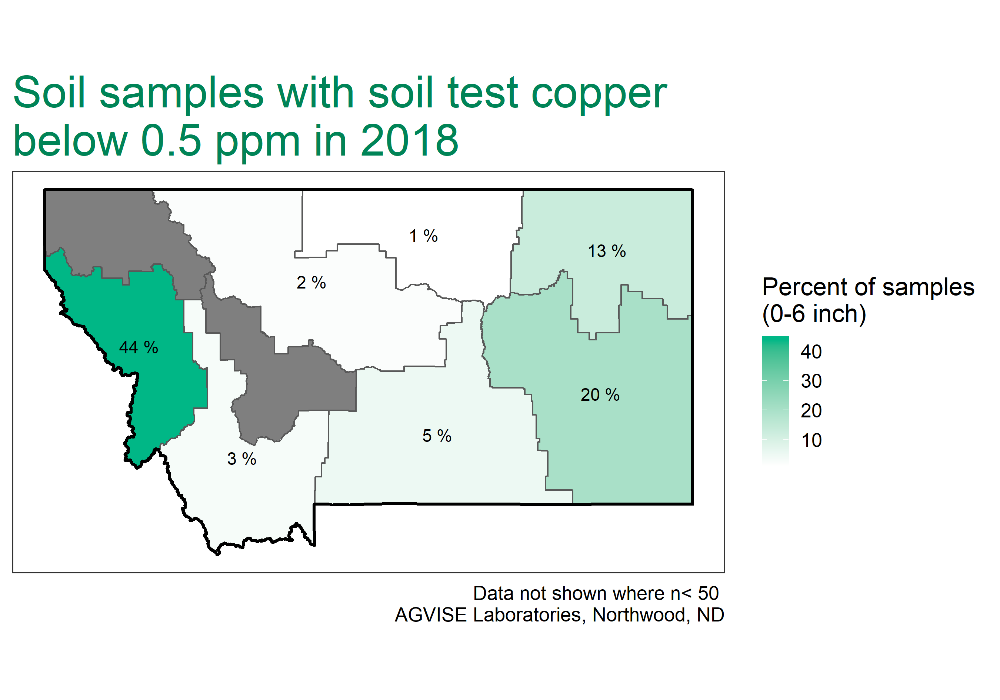 Soil samples with soil test copper
below 0.5 ppm in 2018
1 %
13 %
2 %
44 %
20 %
5 %
3 %
Percent of samples
(0-6 inch)
40
30
20
10
Data not shown where n< 50
AGVISE Laboratories, Northwood, ND